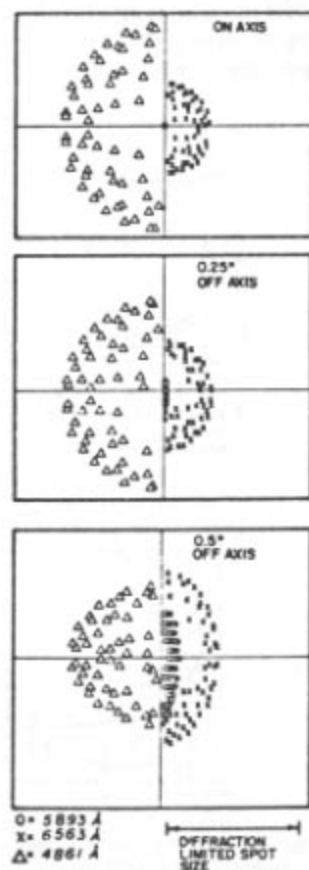 ON AXIS
0.25°
OFF AXIS
0.5°
OFF AXIS
O= 5893 Å
X= 6563 Å
△= 4861 Å
DIFFRACTION
LIMITED SPOT
SIZE